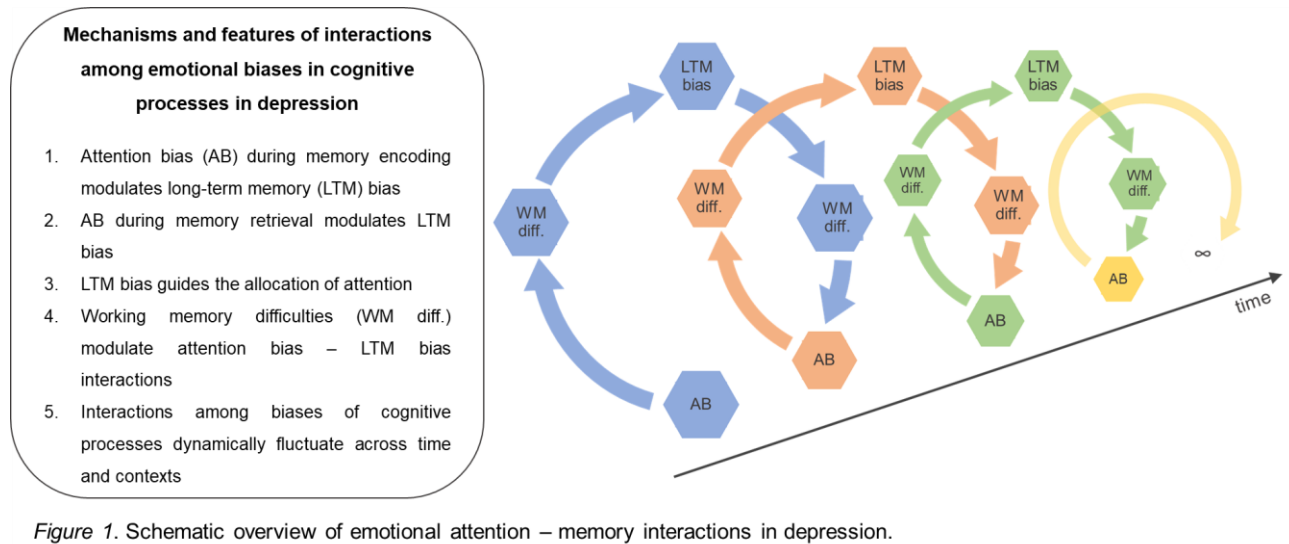 Mechanisms and features of interactions
among emotional biases in cognitive
processes in depression
1. Attention bias (AB) during memory encoding
modulates long-term memory (LTM) bias
2. AB during memory retrieval modulates LTM
bias
3. LTM bias guides the allocation of attention
4. Working memory difficulties (WM diff.)
modulate attention bias – LTM bias
interactions
5. Interactions among biases of cognitive
processes dynamically fluctuate across time
and contexts
LTM
bias
WM
diff.
WM
diff.
AB
LTM
bias
WM
diff.
WM
diff.
AB
LTM
bias
WM
diff.
WM
diff.
AB
AB
∞
time
Figure 1. Schematic overview of emotional attention – memory interactions in depression.